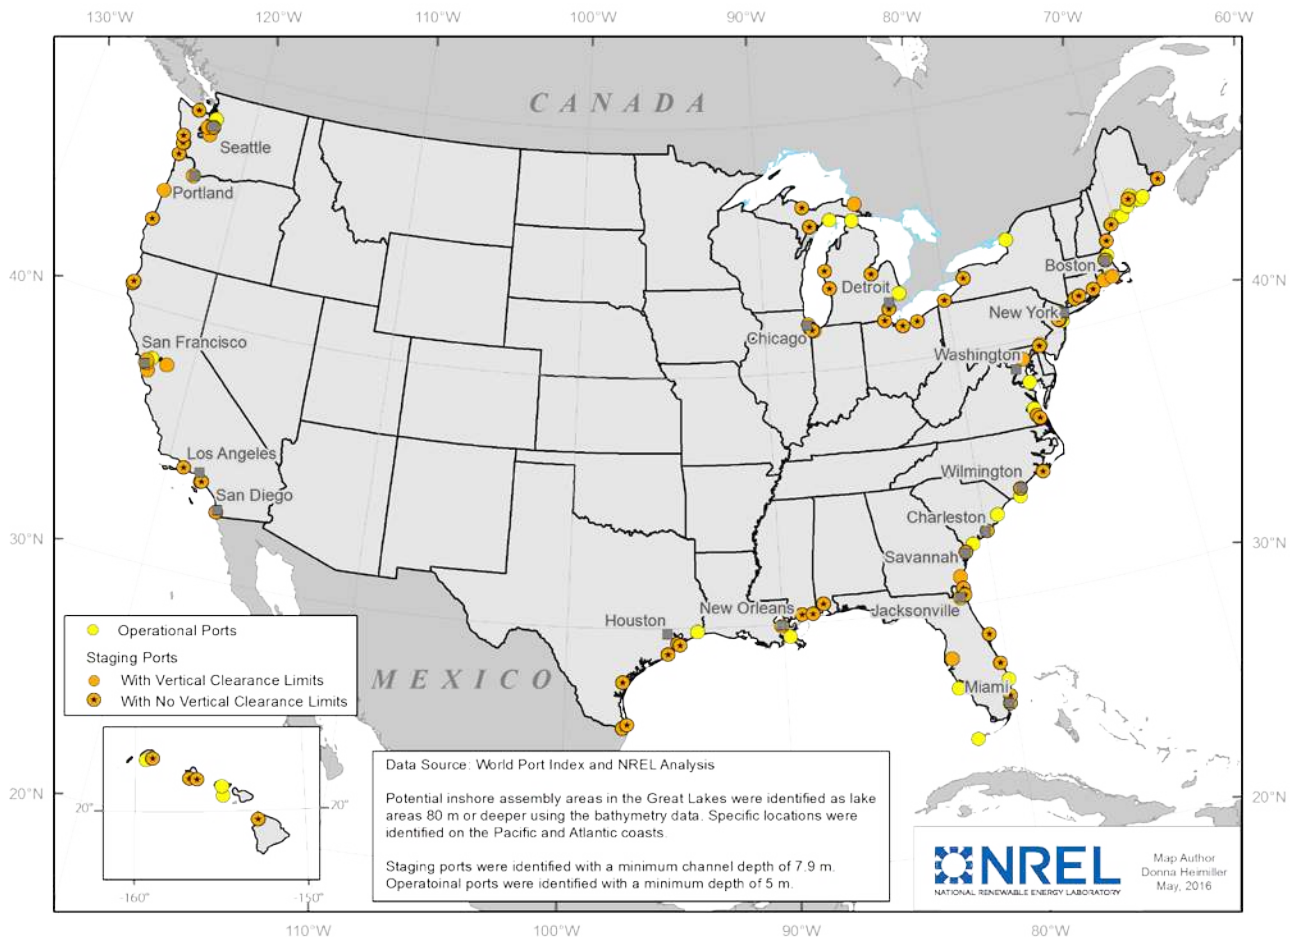 130°W 120°W 110°W 100°W 90°W 80°W 70°W 60°W
CANADA
Seattle
Portland
40°N
40°N
Boston
Detroit
New York
Chicago
San Francisco
Washington
Los Angeles
San Diego
Wilmington
Charleston
30°N
30°N
Savannah
New Orleans
Jacksonville
Houston
Miami
MEXICO
Operational Ports
Staging Ports
With Vertical Clearance Limits
With No Vertical Clearance Limits
20°N
20°N
20°
20°
-160°
-150°
Data Source: World Port Index and NREL Analysis
Potential inshore assembly areas in the Great Lakes were identified as lake
areas 80 m or deeper using the bathymetry data. Specific locations were
identified on the Pacific and Atlantic coasts.
Staging ports were identified with a minimum channel depth of 7.9 m.
Operatoinal ports were identified with a minimum depth of 5 m.
NREL
NATIONAL RENEWABLE ENERGY LABORATORY
Map Author
Donna Heimiller
May, 2016
110°W 100°W 90°W 80°W